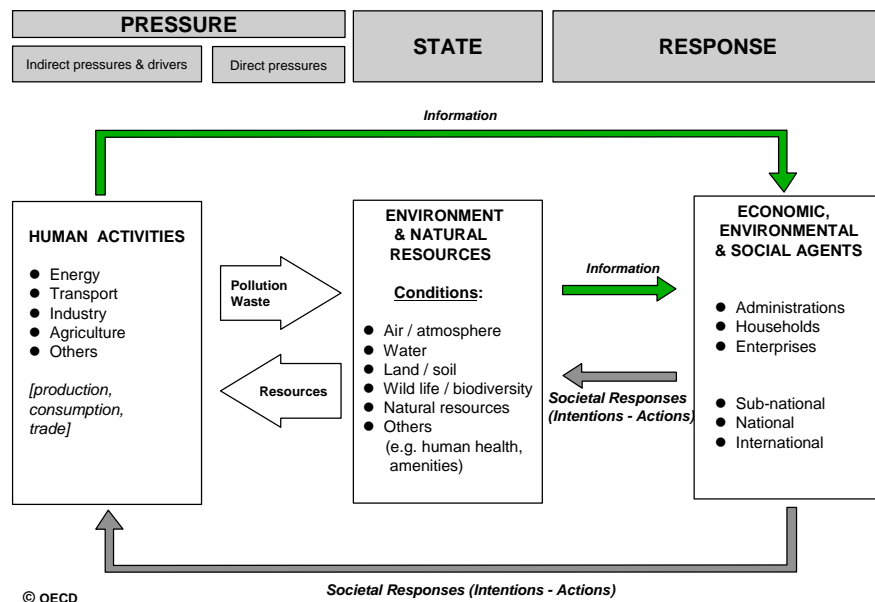 PRESSURE
Indirect pressures & drivers
Direct pressures
STATE
RESPONSE
Information
HUMAN ACTIVITIES
● Energy
● Transport
● Industry
● Agriculture
● Others
[production,
consumption,
trade]
Pollution
Waste
Resources
ENVIRONMENT
& NATURAL
RESOURCES
Conditions:
● Air / atmosphere
● Water
● Land / soil
● Wild life / biodiversity
● Natural resources
● Others
(e.g. human health,
amenities)
Information
Societal Responses
(Intentions - Actions)
ECONOMIC,
ENVIRONMENTAL
& SOCIAL AGENTS
● Administrations
● Households
● Enterprises
● Sub-national
● National
● International
Societal Responses (Intentions - Actions)
© OECD